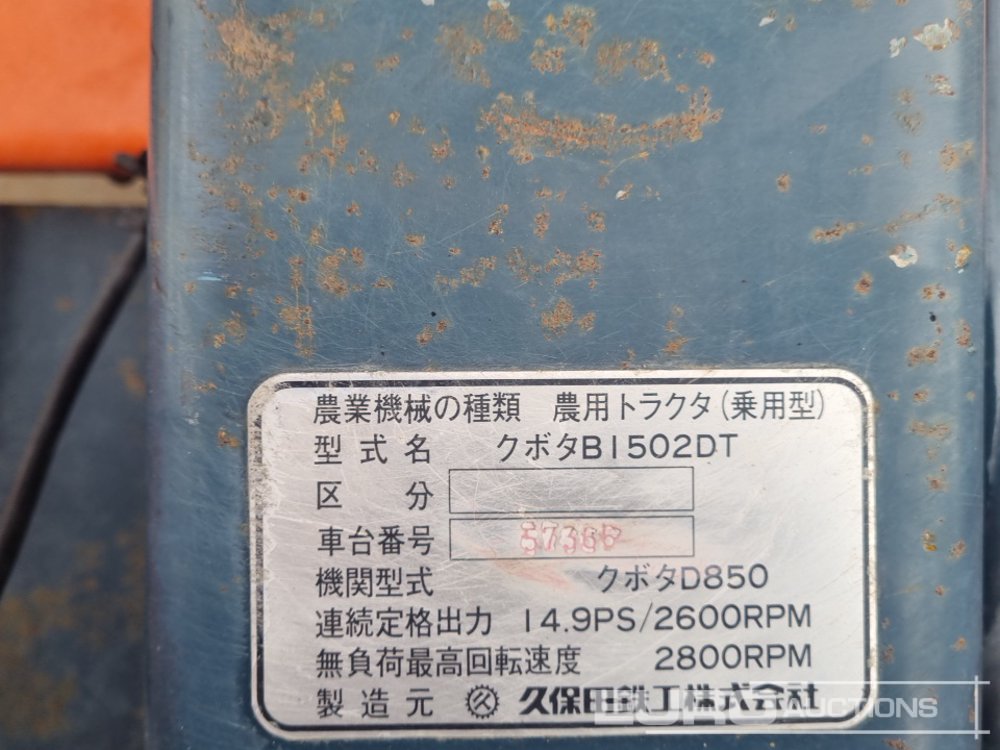 農業機械の種類 農用トラクタ(乗用型)
型式名 クボタB1502DT
区分
車台番号
機関型式 クボタD850
連続定格出力 14.9PS/2600RPM
無負荷最高回転速度 2800RPM
製造元 久保田鉄工株式会社
EURO AUCTIONS